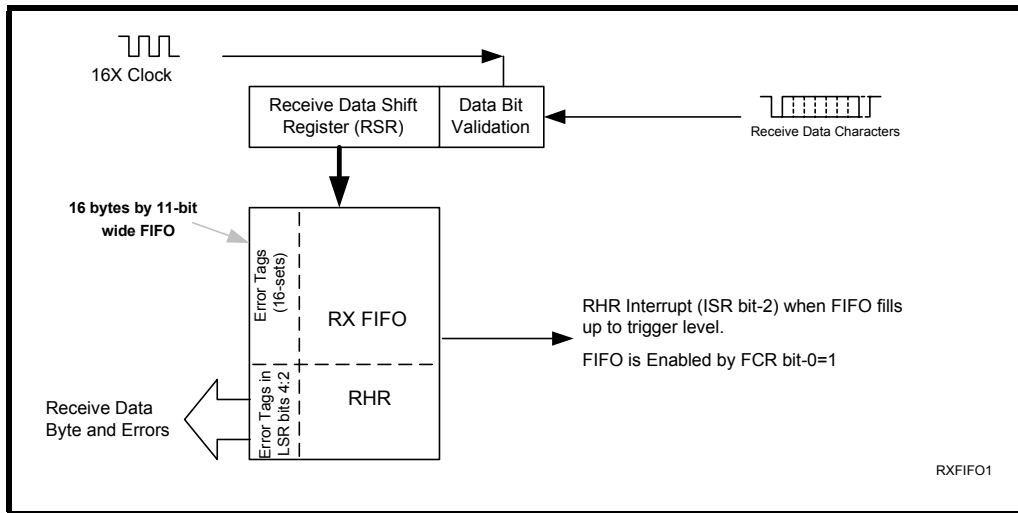 16X Clock
Receive Data Shift
Register (RSR)
Data Bit
Validation
Receive Data Characters
16 bytes by 11-bit
wide FIFO
Error Tags
(16-sets)
RX FIFO
RHR Interrupt (ISR bit-2) when FIFO fills
up to trigger level.
FIFO is Enabled by FCR bit-0=1
Error Tags in
LSR bits 4:2
RHR
Receive Data
Byte and Errors
RXFIFO1